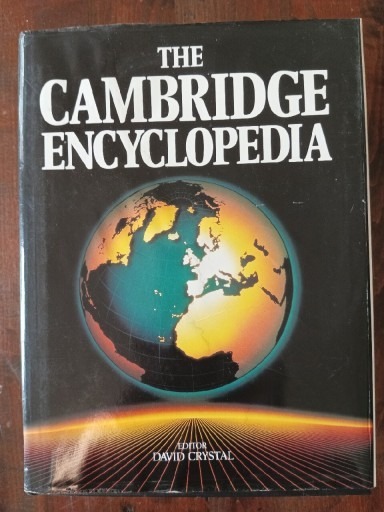 THE
CAMBRIDGE
ENCYCLOPEDIA
EDITOR
DAVID CRYSTAL